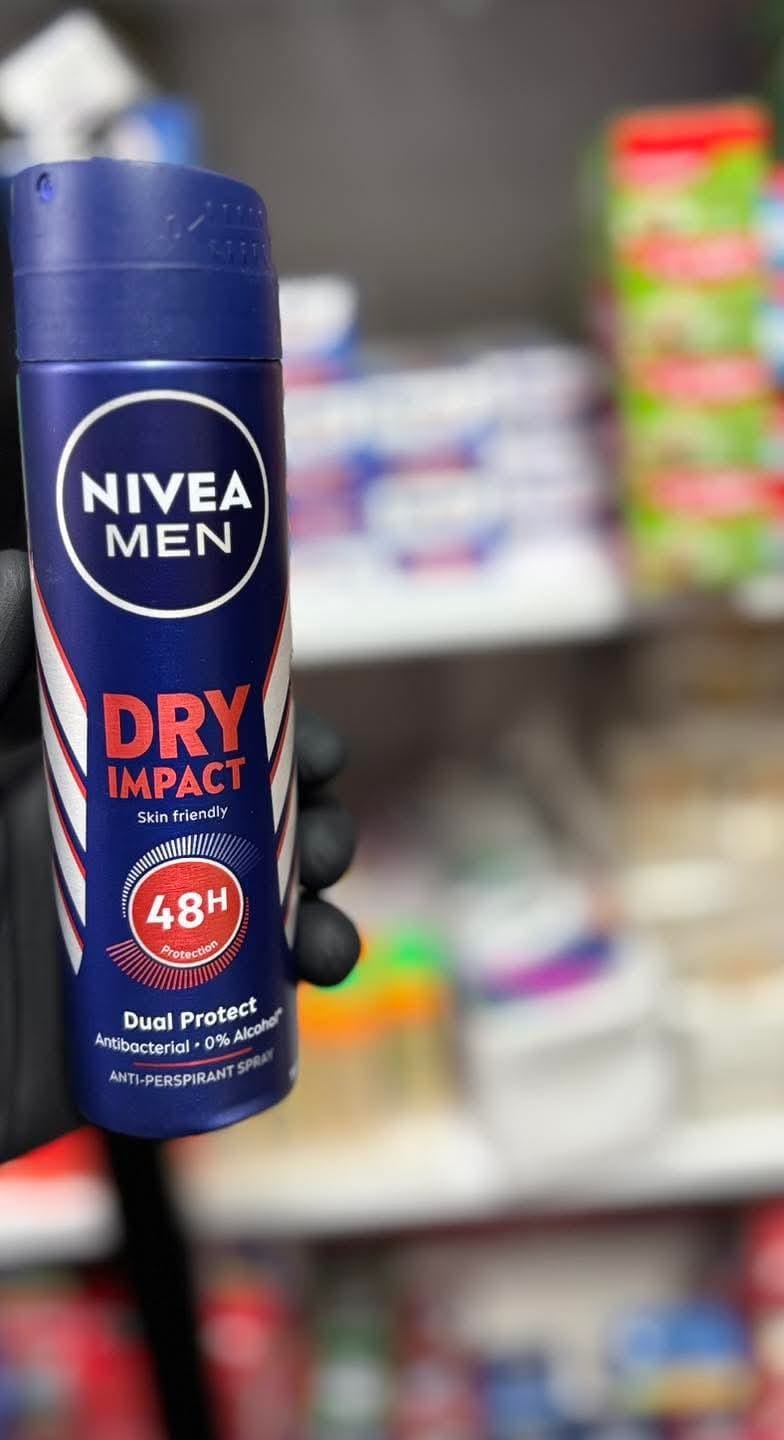 NIVEA
MEN
DRY
IMPACT
Skin friendly
48H
Protection
Dual Protect
Antibacterial • 0% Alcohol*
ANTI-PERSPIRANT SPRAY